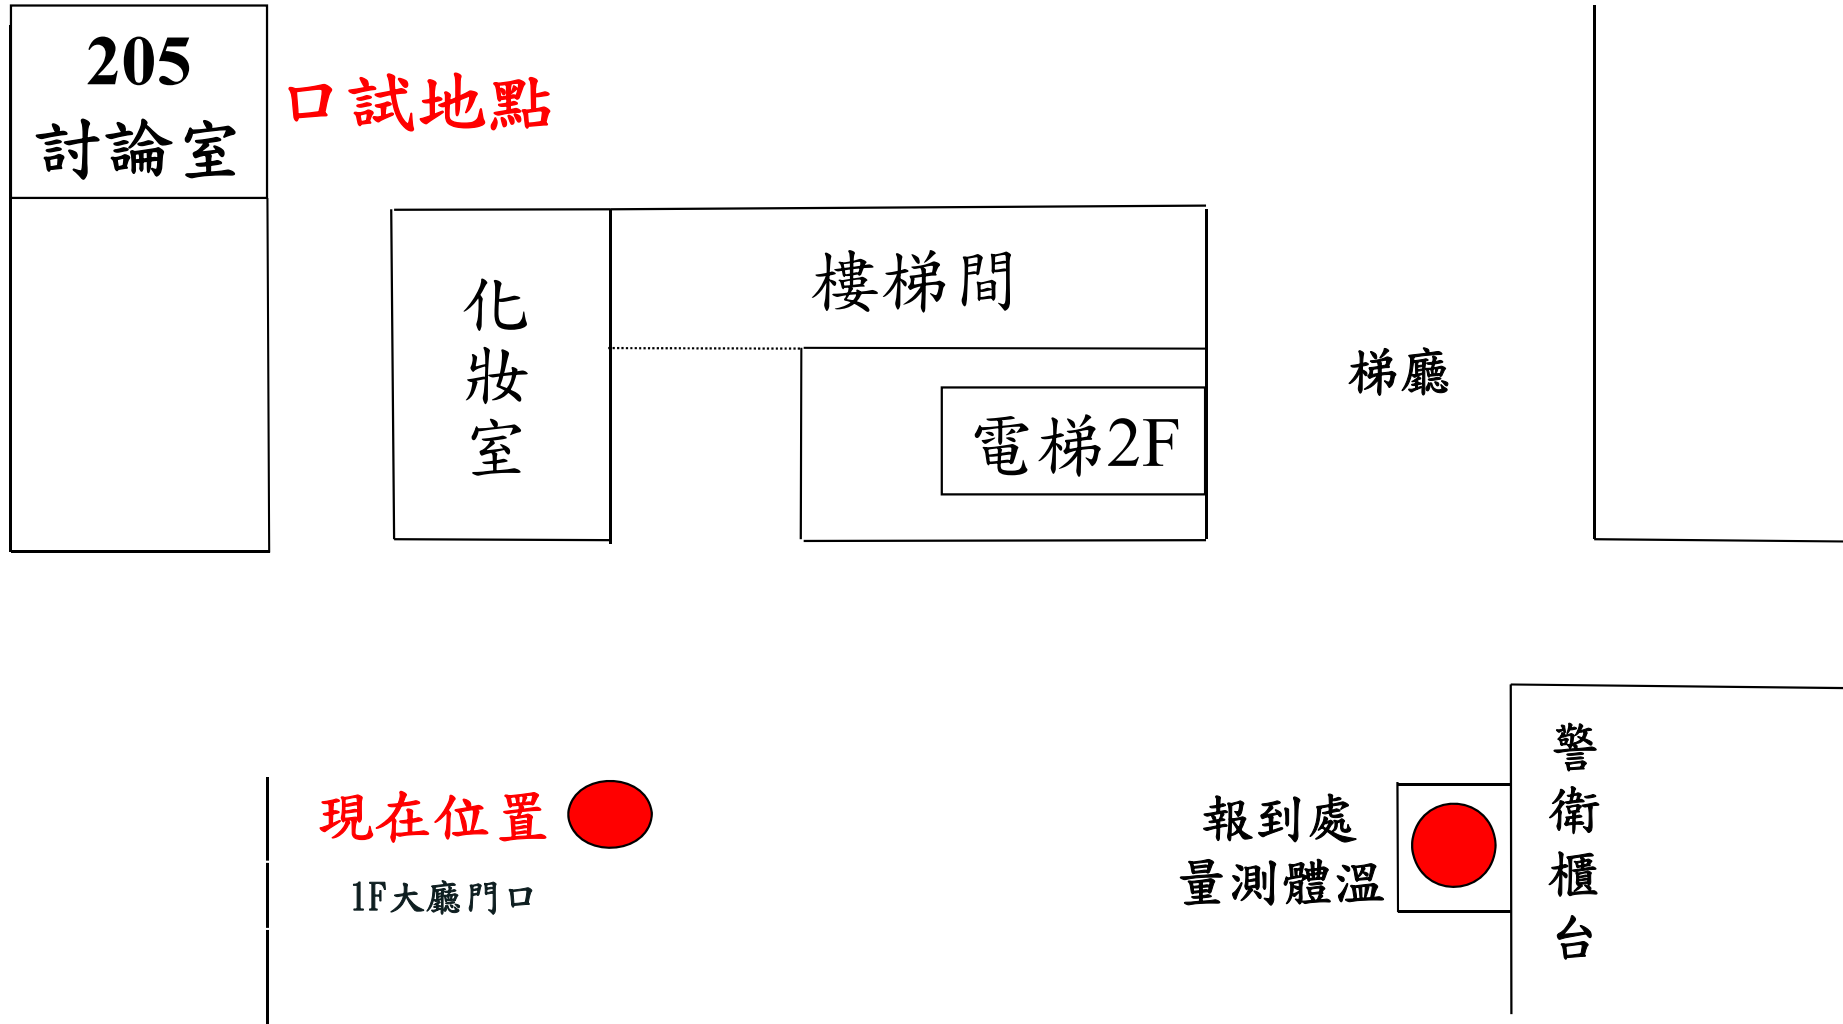 205
討論室
口試地點
化妝室
樓梯間
電梯2F
梯廳
現在位置
1F大廳門口
報到處
量測體溫
警衛櫃台